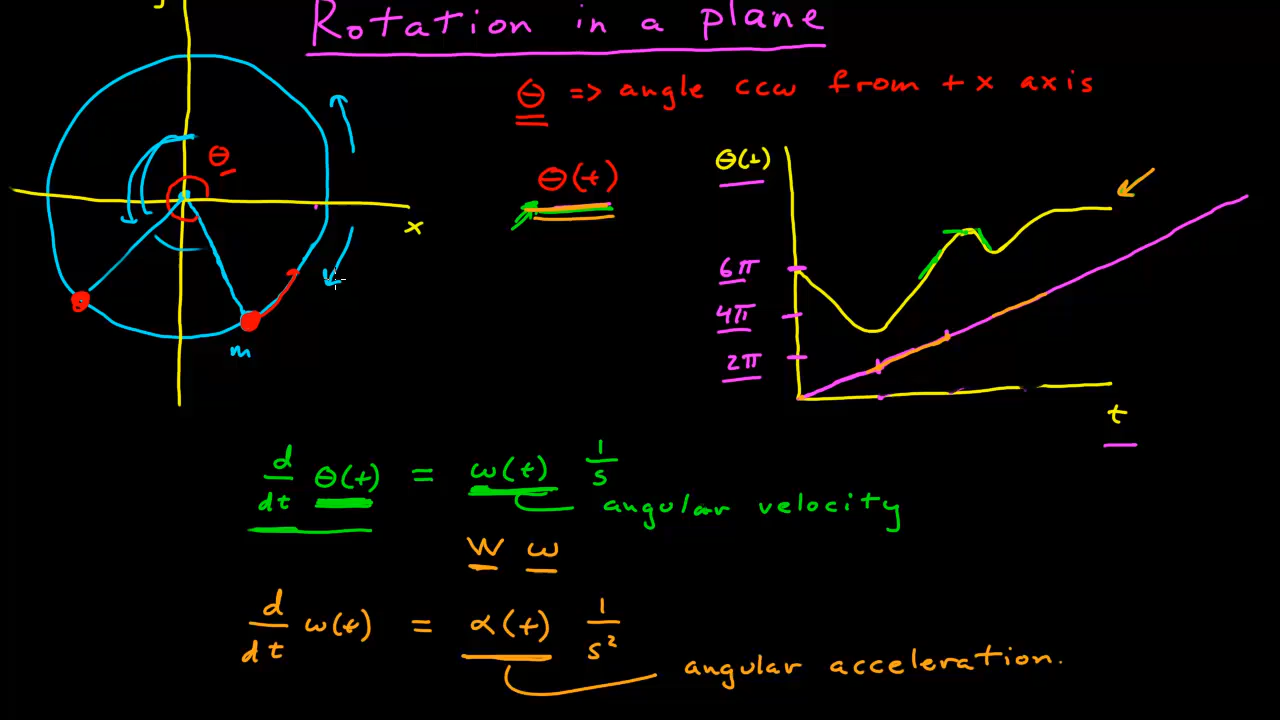 Rotation in a plane
y
θ => angle ccw from + x axis
θ
θ(t)
θ(t)
x
6π
4π
2π
m
t
d/dt θ(t) = ω(t) 1/s
angular velocity
W ω
d/dt ω(t) = α(t) 1/s²
angular acceleration.